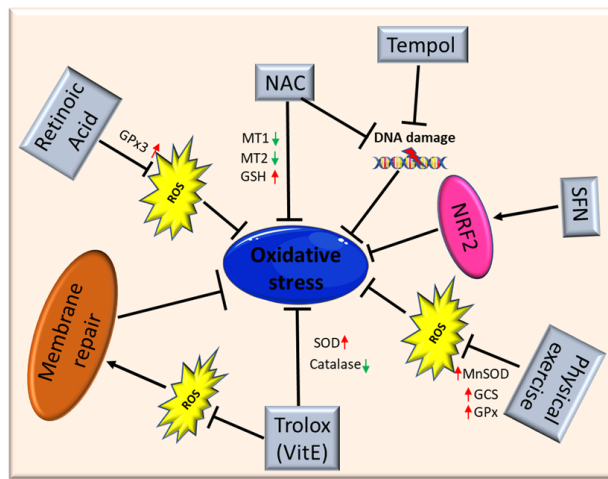 Tempol
NAC
Retinoic
Acid
GPx3
ROS
MT1
MT2
GSH
DNA damage
SFN
NRF2
Oxidative
stress
Membrane
repair
ROS
SOD
Catalase
ROS
MnSOD
GCS
GPx
Physical
exercise
Trolox
(VitE)